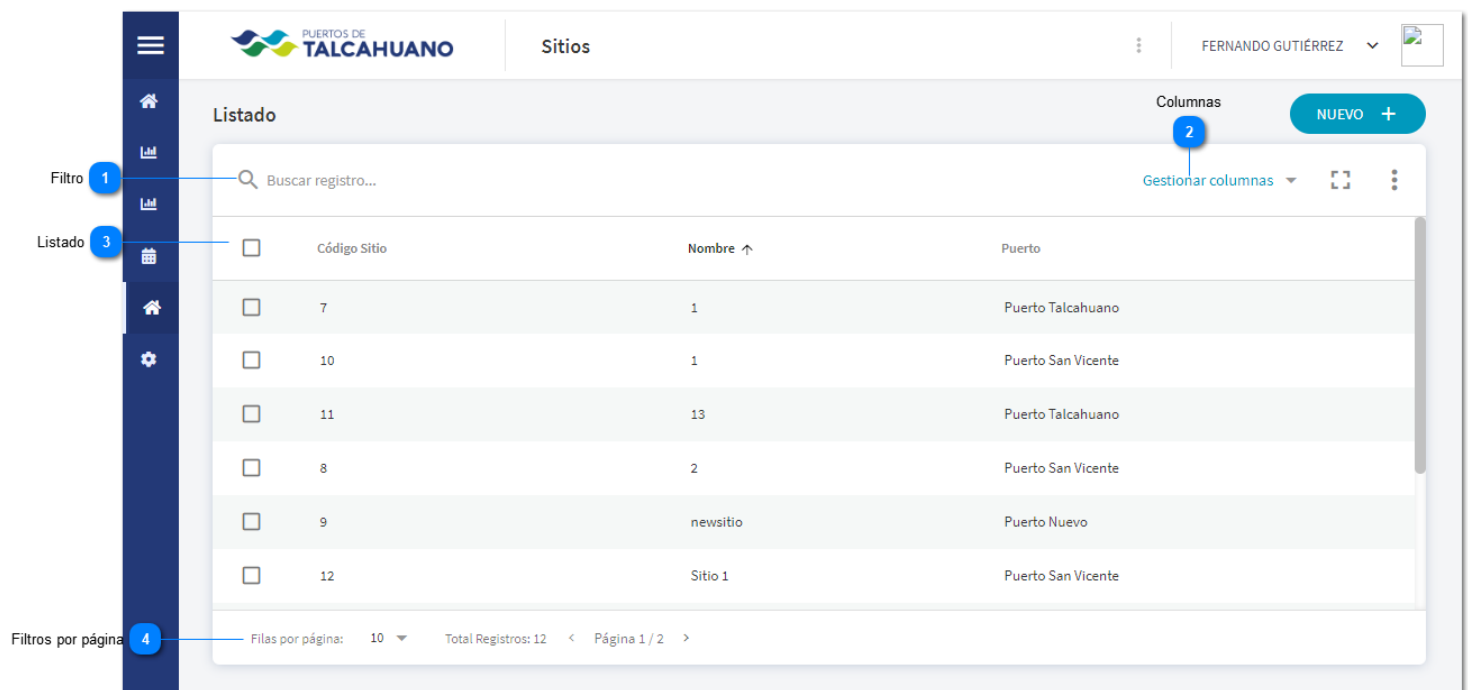 PUERTOS DE
TALCAHUANO
Sitios
FERNANDO GUTIÉRREZ
Listado
Columnas
2
NUEVO +
Filtro 1
Buscar registro...
Gestionar columnas
Listado 3
Código Sitio Nombre ↑ Puerto
7 1 Puerto Talcahuano
10 1 Puerto San Vicente
11 13 Puerto Talcahuano
8 2 Puerto San Vicente
9 newsitio Puerto Nuevo
12 Sitio 1 Puerto San Vicente
Filtros por página 4
Filas por página: 10 Total Registros: 12 < Página 1 / 2 >